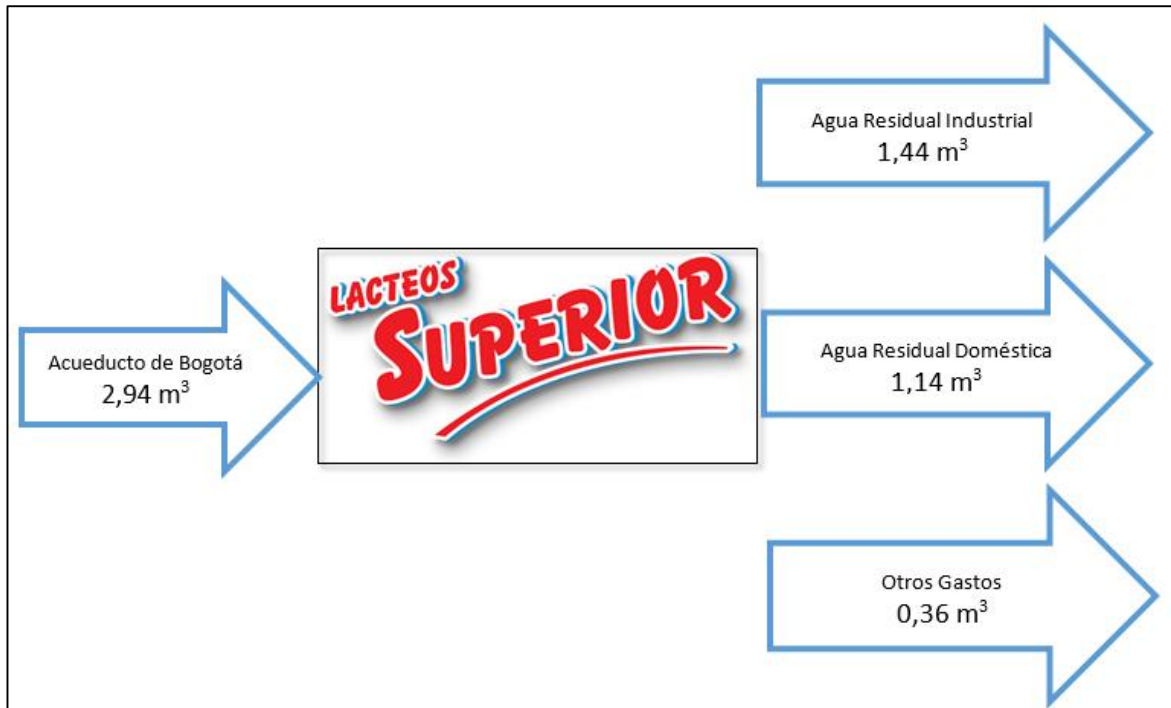 Agua Residual Industrial
1,44 m³
LACTEOS
SUPERIOR
Acueducto de Bogotá
2,94 m³
Agua Residual Doméstica
1,14 m³
Otros Gastos
0,36 m³